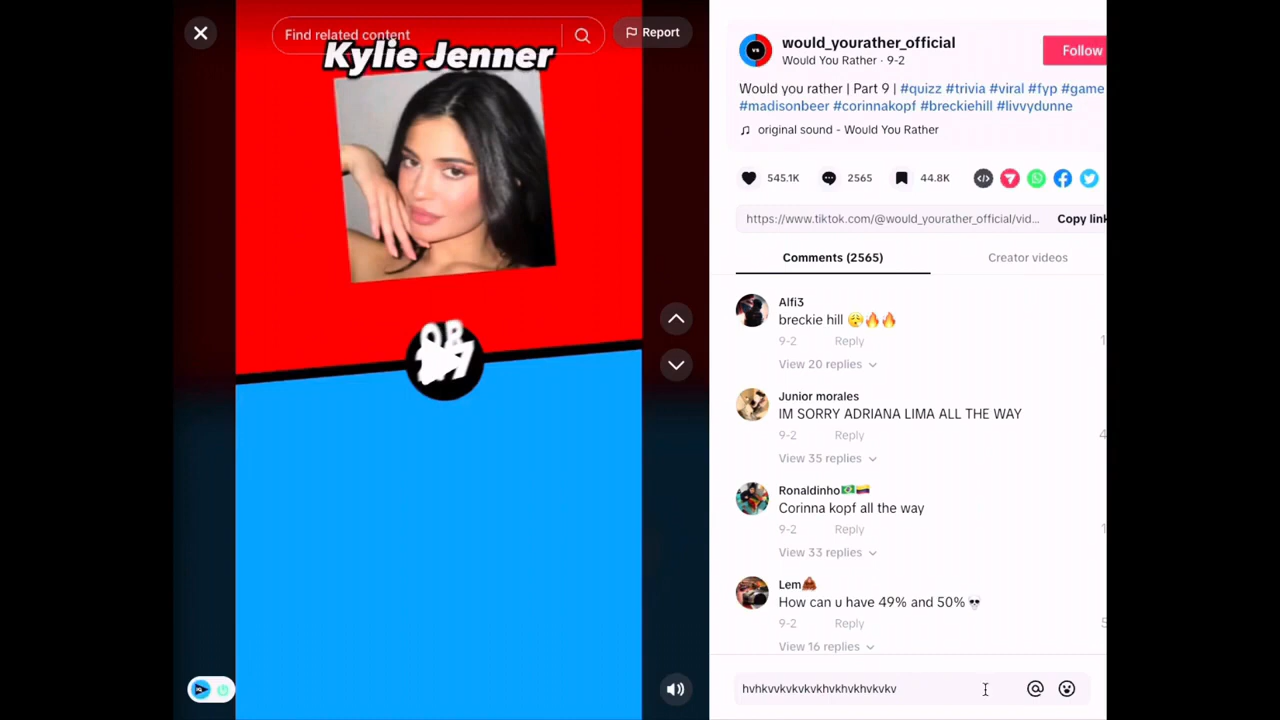 Find related content
Report
Kylie Jenner
OR
would_yourather_official
Would You Rather · 9-2
Follow
Would you rather | Part 9 | #quizz #trivia #viral #fyp #game
#madisonbeer #corinnakopf #breckiehill #livvydunne
original sound - Would You Rather
545.1K
2565
44.8K
https://www.tiktok.com/@would_yourather_official/vid...
Copy link
Comments (2565)
Creator videos
Alfi3
breckie hill 😮‍💨🔥🔥
9-2 Reply
View 20 replies
Junior morales
IM SORRY ADRIANA LIMA ALL THE WAY
9-2 Reply
View 35 replies
Ronaldinho🇧🇷🇨🇴
Corinna kopf all the way
9-2 Reply
View 33 replies
Lem
How can u have 49% and 50%💀
9-2 Reply
View 16 replies